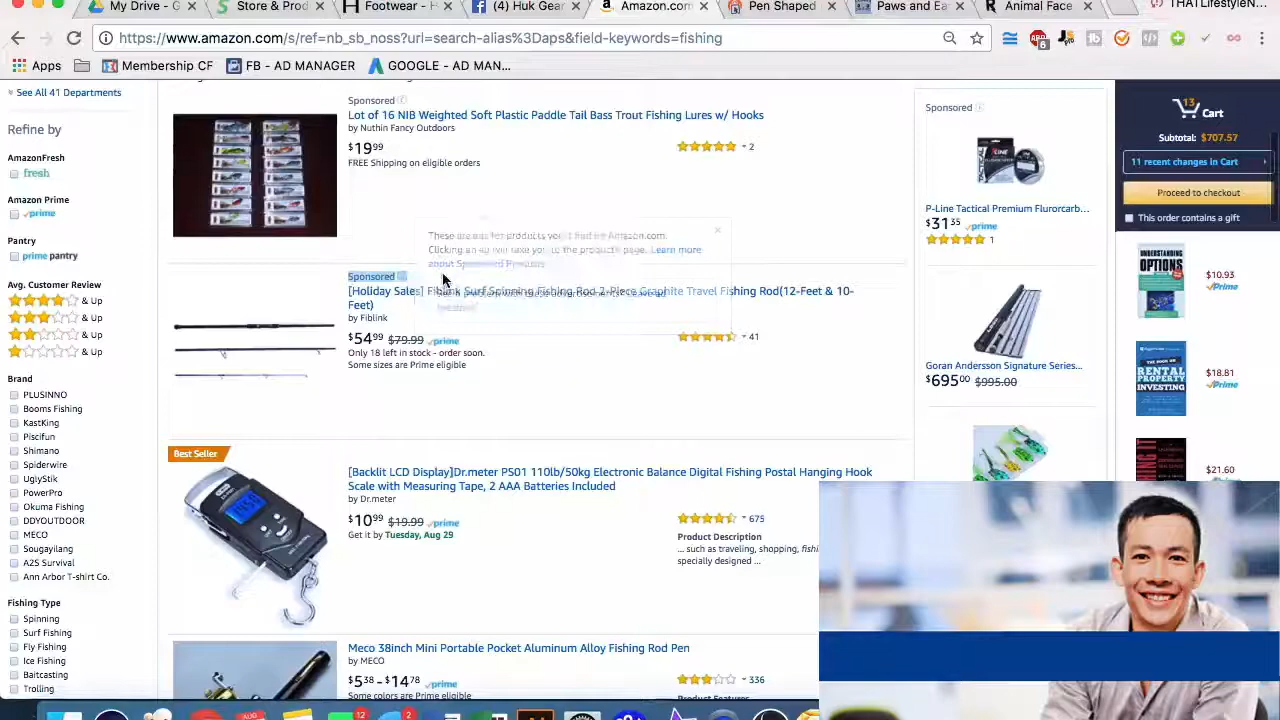 My Drive - G
Store & Prod
Footwear - H
(4) Huk Gear
Amazon.com
Pen Shaper
Paws and Ea
Animal Face
THATLifestyleN
https://www.amazon.com/s/ref=nb_sb_noss?url=search-alias%3Daps&field-keywords=fishing
Apps
Membership CF
FB - AD MANAGER
GOOGLE - AD MAN...
See All 41 Departments
Refine by
AmazonFresh
fresh
Amazon Prime
prime
Pantry
prime pantry
Avg. Customer Review
& Up
& Up
& Up
& Up
Brand
PLUSINNO
Booms Fishing
KastKing
Piscifun
Shimano
Spiderwire
UglyStik
PowerPro
Okuma Fishing
DDYOUTDOOR
MECO
Sougayilang
A2S Survival
Ann Arbor T-shirt Co.
Fishing Type
Spinning
Surf Fishing
Fly Fishing
Ice Fishing
Baitcasting
Trolling
Sponsored
Lot of 16 NIB Weighted Soft Plastic Paddle Tail Bass Trout Fishing Lures w/ Hooks
by Nuthin Fancy Outdoors
$19.99 2
FREE Shipping on eligible orders
Learn more
Sponsored
[Holiday Sales] Fiblink Surf Spinning Fishing Rod 2-Piece Graphite Travel Fishing Rod(12-Feet & 10-
Feet)
by Fiblink
$54.99 $79.99 prime 41
Only 18 left in stock - order soon.
Some sizes are Prime eligible
Best Seller
[Backlit LCD Display]Dr.meter PS01 110lb/50kg Electronic Balance Digital Fishing Postal Hanging Hook
Scale with Measuring Tape, 2 AAA Batteries Included
by Dr.meter
$10.99 $19.99 prime 675
Get it by Tuesday, Aug 29
Product Description
... such as traveling, shopping, fishi
specially designed ...
Meco 38inch Mini Portable Pocket Aluminum Alloy Fishing Rod Pen
by MECO
$5.38 - $14.78 prime 336
Some colors are Prime eligible
Product Features
Sponsored
P-Line Tactical Premium Flurorcarb...
$31.35 prime
1
Goran Andersson Signature Series...
$695.00 $995.00
13
Cart
Subtotal: $707.57
11 recent changes in Cart
Proceed to checkout
This order contains a gift
UNDERSTANDING
OPTIONS
$10.93
Prime
RENTAL
PROPERTY
INVESTING
$18.81
Prime
$21.60
Prime